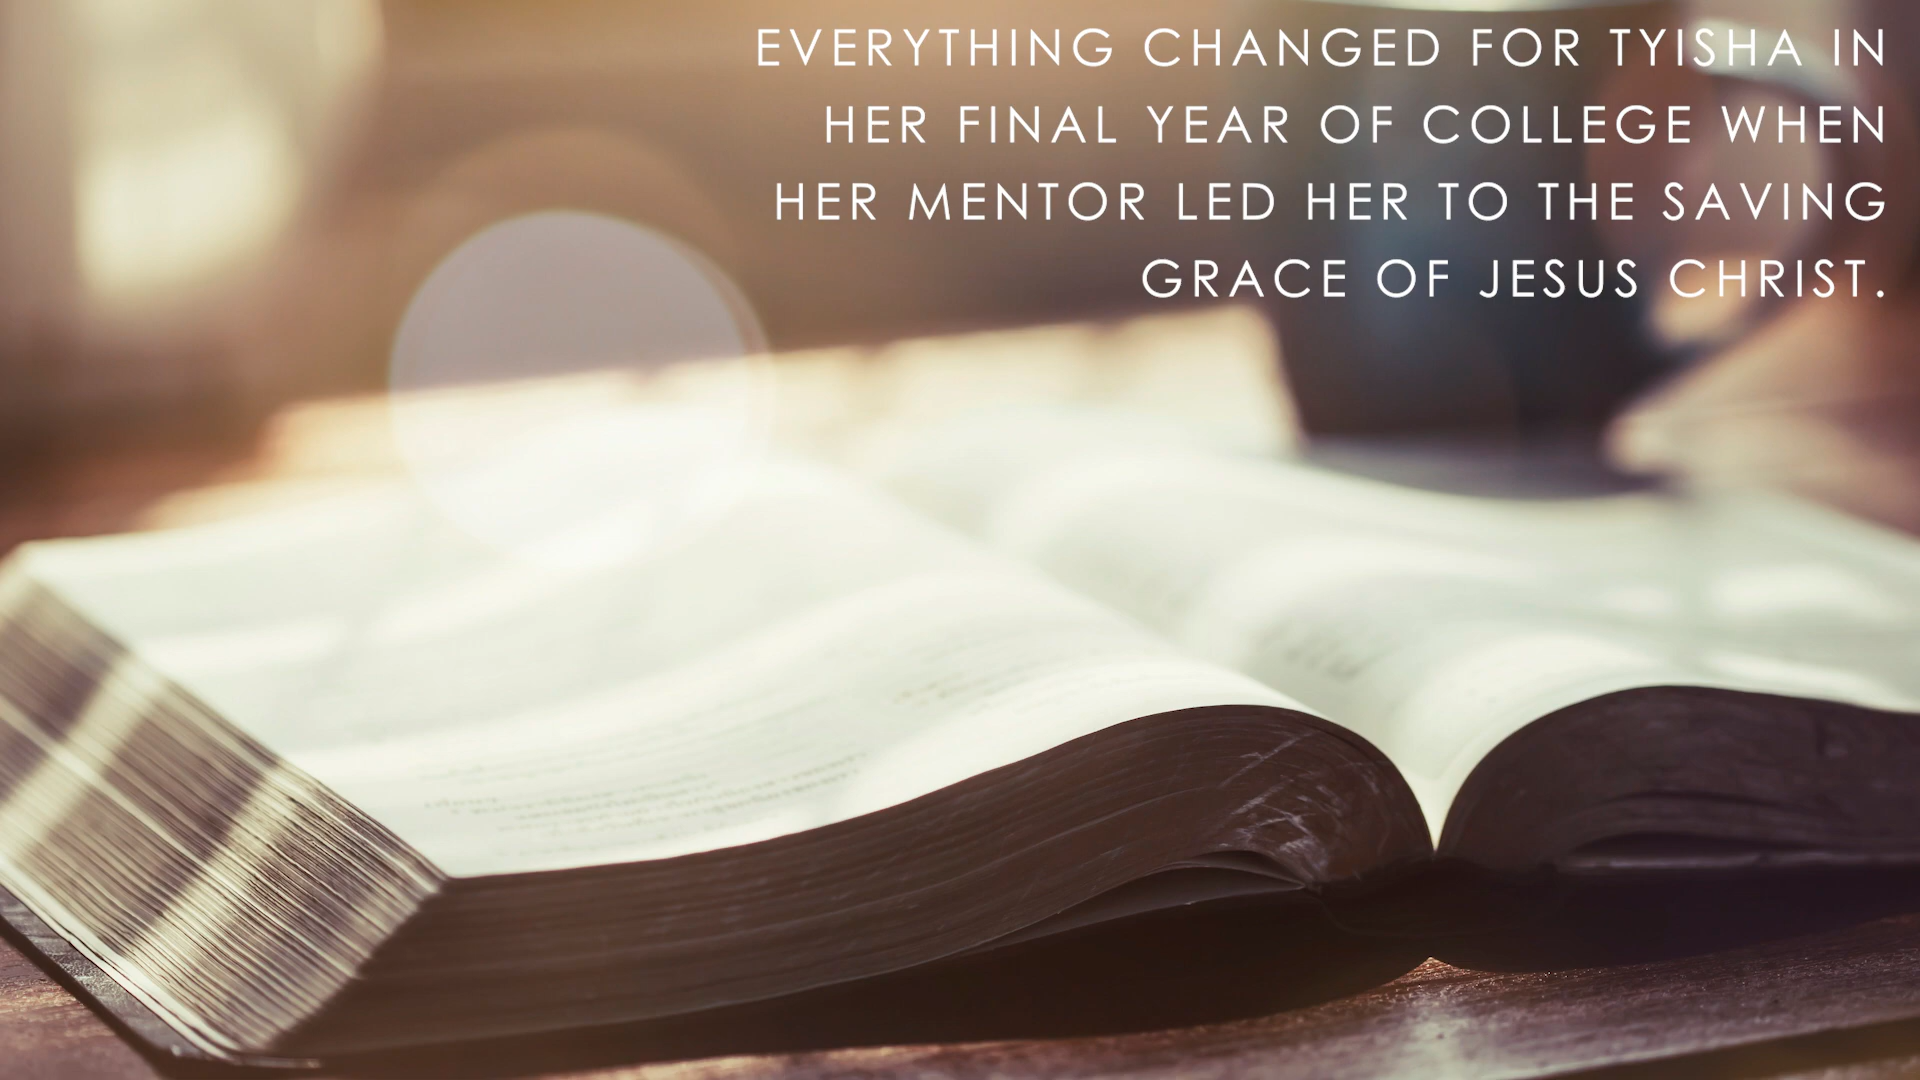 EVERYTHING CHANGED FOR TYISHA IN
HER FINAL YEAR OF COLLEGE WHEN
HER MENTOR LED HER TO THE SAVING
GRACE OF JESUS CHRIST.